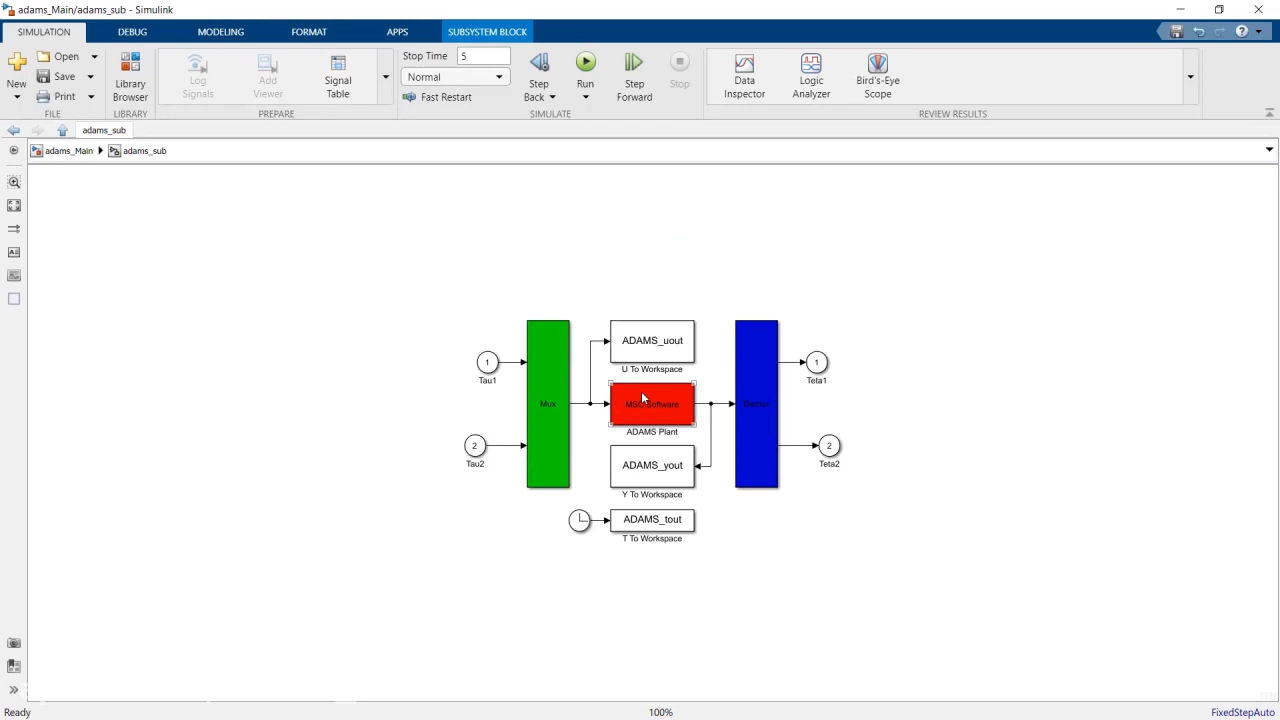 adams_Main/adams_sub - Simulink
SIMULATION DEBUG MODELING FORMAT APPS SUBSYSTEM BLOCK
New
Open
Save
Print
FILE
Library Browser
LIBRARY
Log Signals
Add Viewer
Signal Table
PREPARE
Stop Time 5
Normal
Fast Restart
Step Back
Run
Step Forward
Stop
SIMULATE
Data Inspector
Logic Analyzer
Bird's-Eye Scope
REVIEW RESULTS
adams_sub
adams_Main adams_sub
1
Tau1
2
Tau2
Mux
ADAMS_uout
U To Workspace
MSC Software
ADAMS Plant
ADAMS_yout
Y To Workspace
ADAMS_tout
T To Workspace
Demux
1
Teta1
2
Teta2
Ready 100% FixedStepAuto